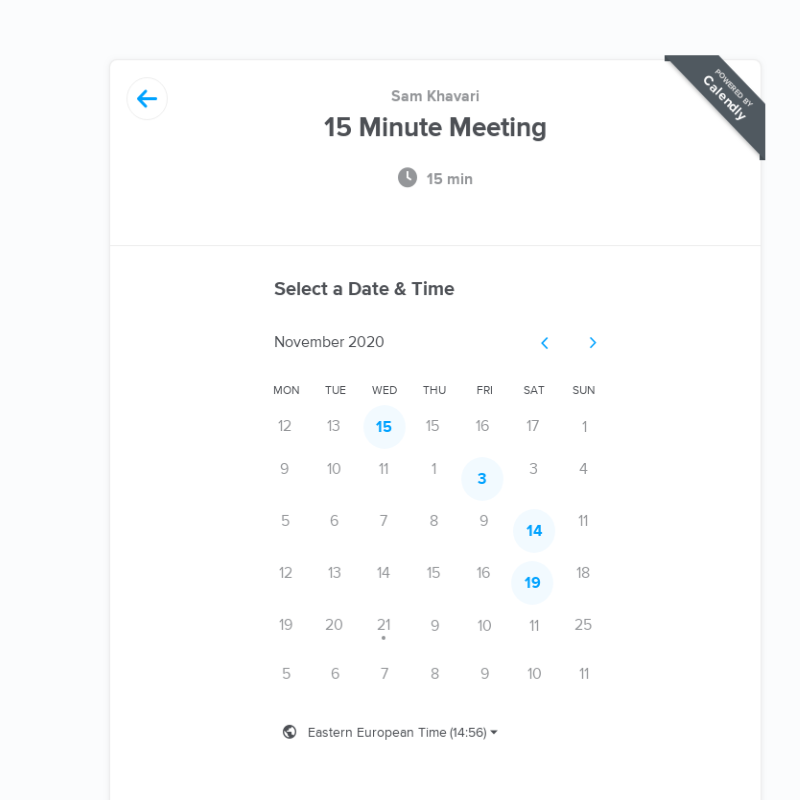 POWERED BY
Calendly
Sam Khavari
15 Minute Meeting
15 min
Select a Date & Time
November 2020
MON TUE WED THU FRI SAT SUN
12 13 15 15 16 17 1
9 10 11 1 3 3 4
5 6 7 8 9 14 11
12 13 14 15 16 19 18
19 20 21 9 10 11 25
5 6 7 8 9 10 11
Eastern European Time (14:56)